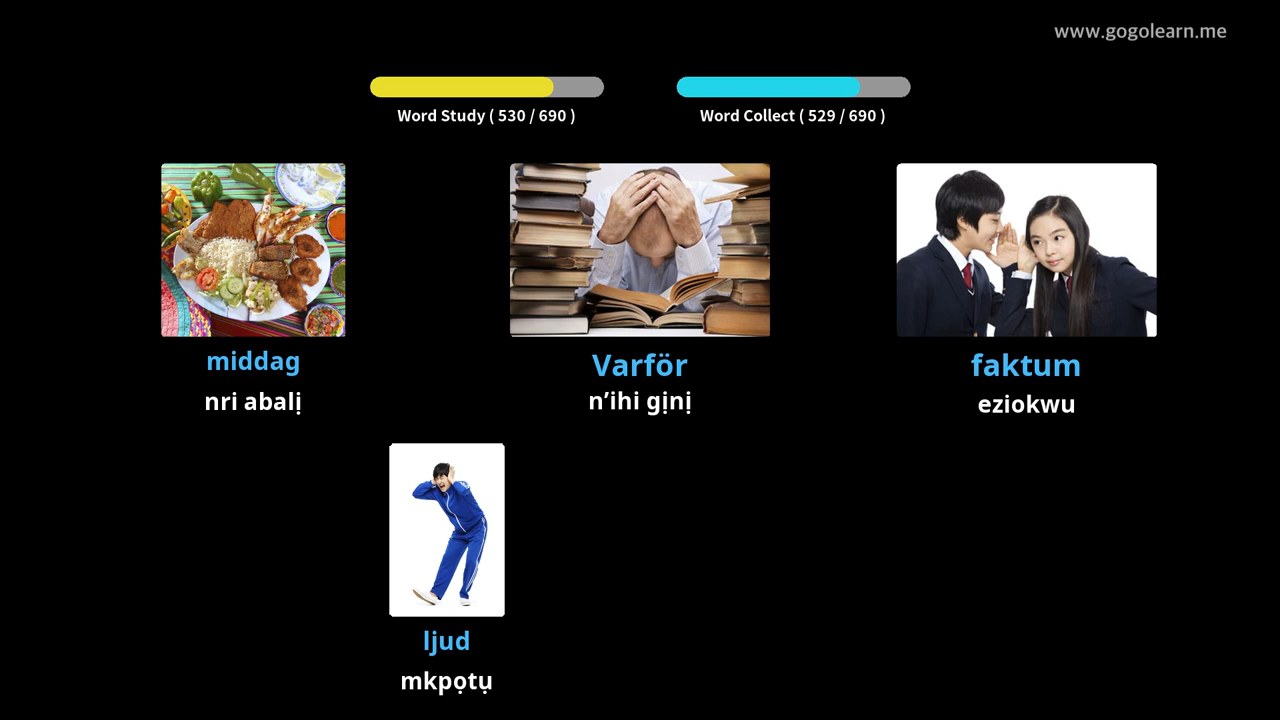 www.gogolearn.me
Word Study ( 530 / 690 )
Word Collect ( 529 / 690 )
middag
nri abalị
Varför
n’ihi gịnị
faktum
eziokwu
ljud
mkpọtụ